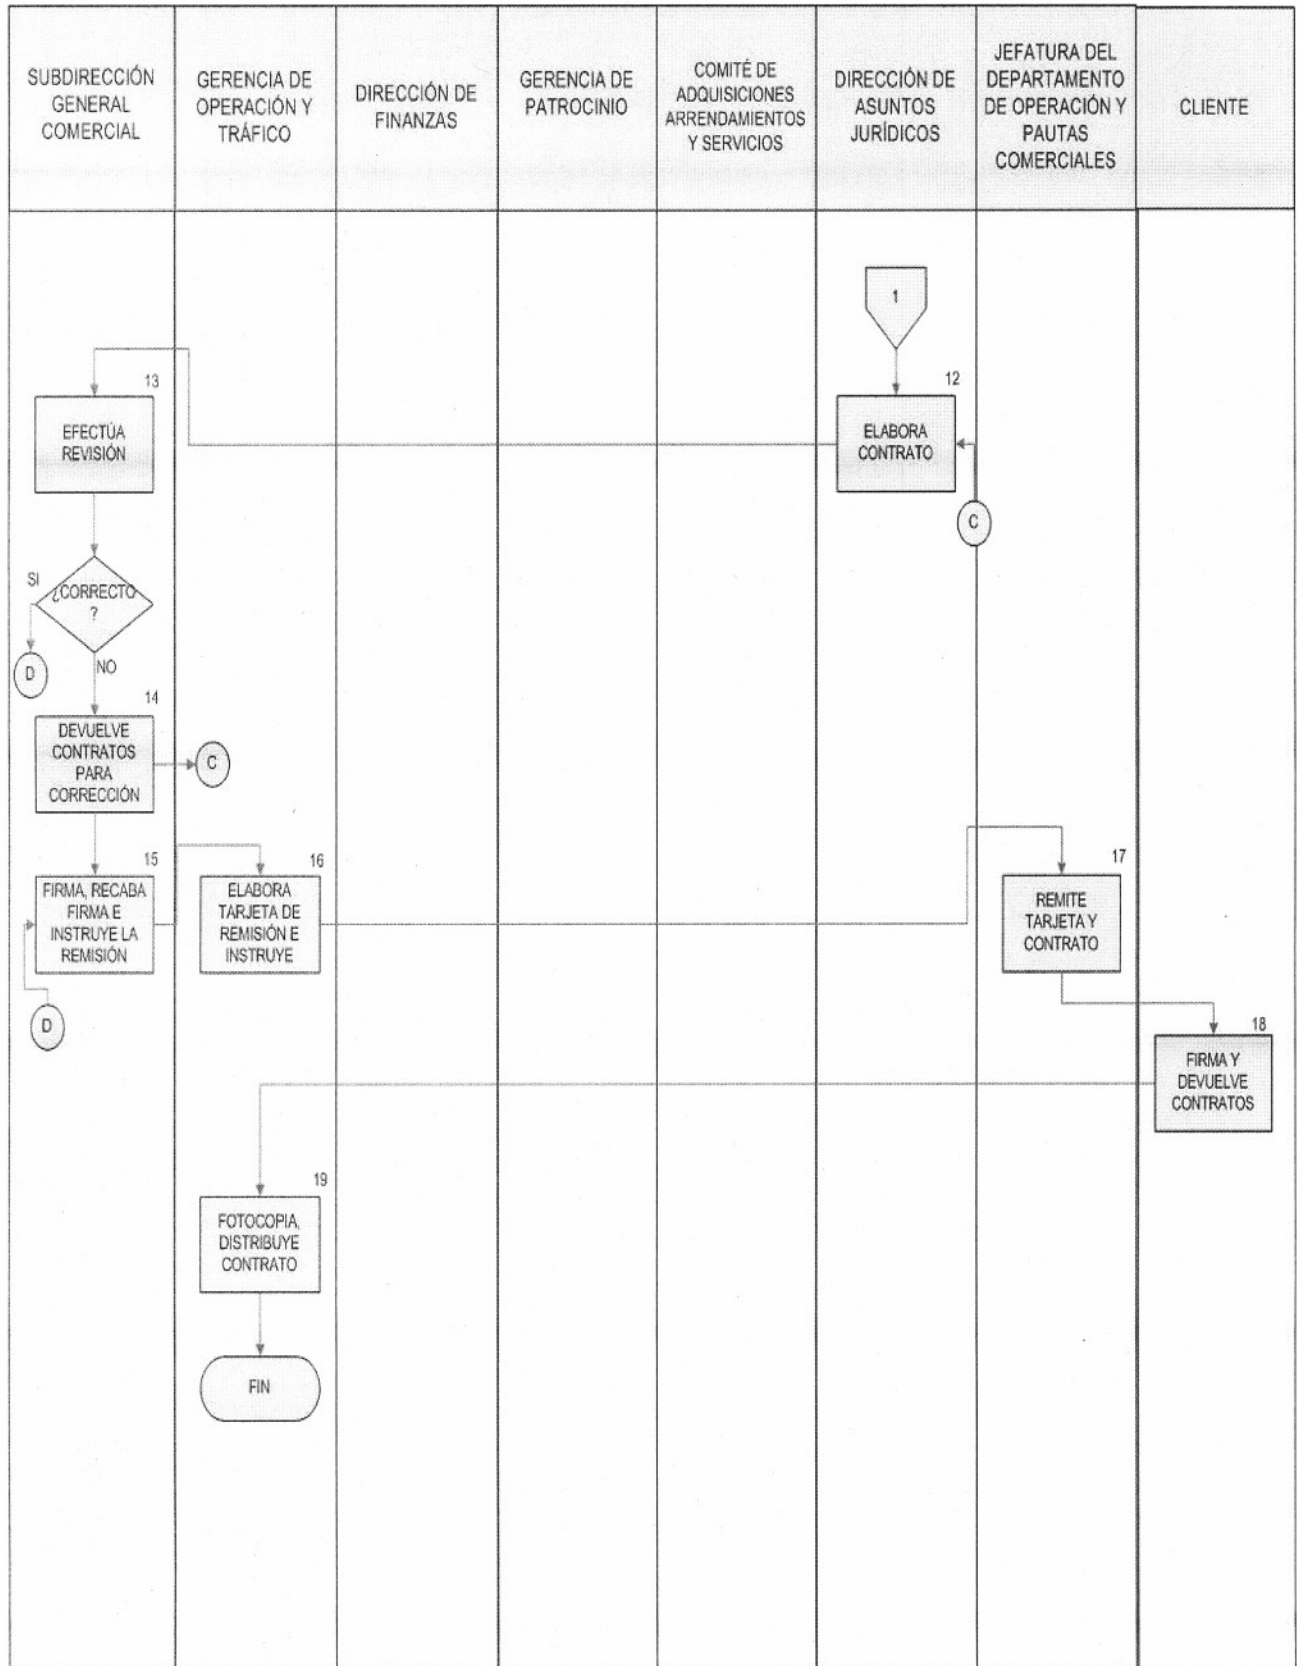 SUBDIRECCIÓN
GENERAL
COMERCIAL
GERENCIA DE
OPERACIÓN Y
TRÁFICO
DIRECCIÓN DE
FINANZAS
GERENCIA DE
PATROCINIO
COMITÉ DE
ADQUISICIONES
ARRENDAMIENTOS
Y SERVICIOS
DIRECCIÓN DE
ASUNTOS
JURÍDICOS
JEFATURA DEL
DEPARTAMENTO
DE OPERACIÓN Y
PAUTAS
COMERCIALES
CLIENTE
1
12
ELABORA
CONTRATO
C
13
EFECTÚA
REVISIÓN
SI
¿CORRECTO
?
D
NO
14
DEVUELVE
CONTRATOS
PARA
CORRECCIÓN
C
15
FIRMA, RECABA
FIRMA E
INSTRUYE LA
REMISIÓN
D
16
ELABORA
TARJETA DE
REMISIÓN E
INSTRUYE
17
REMITE
TARJETA Y
CONTRATO
18
FIRMA Y
DEVUELVE
CONTRATOS
19
FOTOCOPIA,
DISTRIBUYE
CONTRATO
FIN